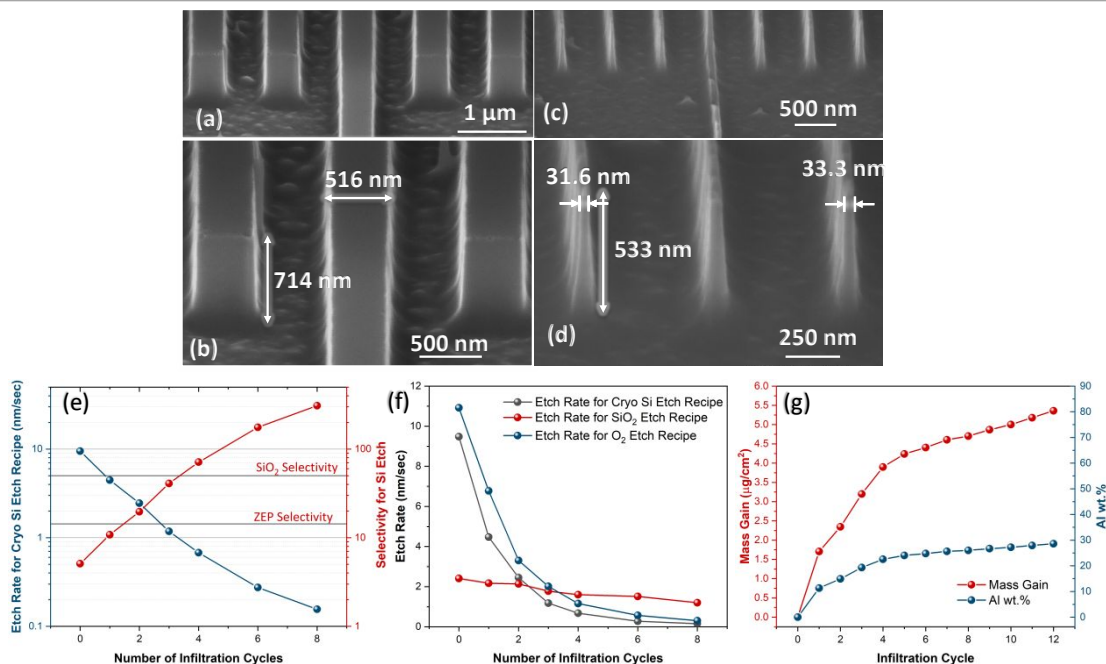 (a)
1 μm
(c)
500 nm
516 nm
714 nm
(b)
500 nm
31.6 nm
33.3 nm
533 nm
(d)
250 nm
(e)
Etch Rate for Cryo Si Etch Recipe (nm/sec)
10
1
0.1
SiO₂ Selectivity
ZEP Selectivity
100
10
1
Selectivity for Si Etch
0 2 4 6 8
Number of Infiltration Cycles
(f)
Etch Rate (nm/sec)
12
10
8
6
4
2
0
Etch Rate for Cryo Si Etch Recipe
Etch Rate for SiO₂ Etch Recipe
Etch Rate for O₂ Etch Recipe
0 2 4 6 8
Number of Infiltration Cycles
(g)
Mass Gain (μg/cm²)
6.0
5.5
5.0
4.5
4.0
3.5
3.0
2.5
2.0
1.5
1.0
0.5
0.0
Mass Gain
Al wt.%
90
80
70
60
50
40
30
20
10
0
Al wt.%
0 2 4 6 8 10 12
Infiltration Cycle